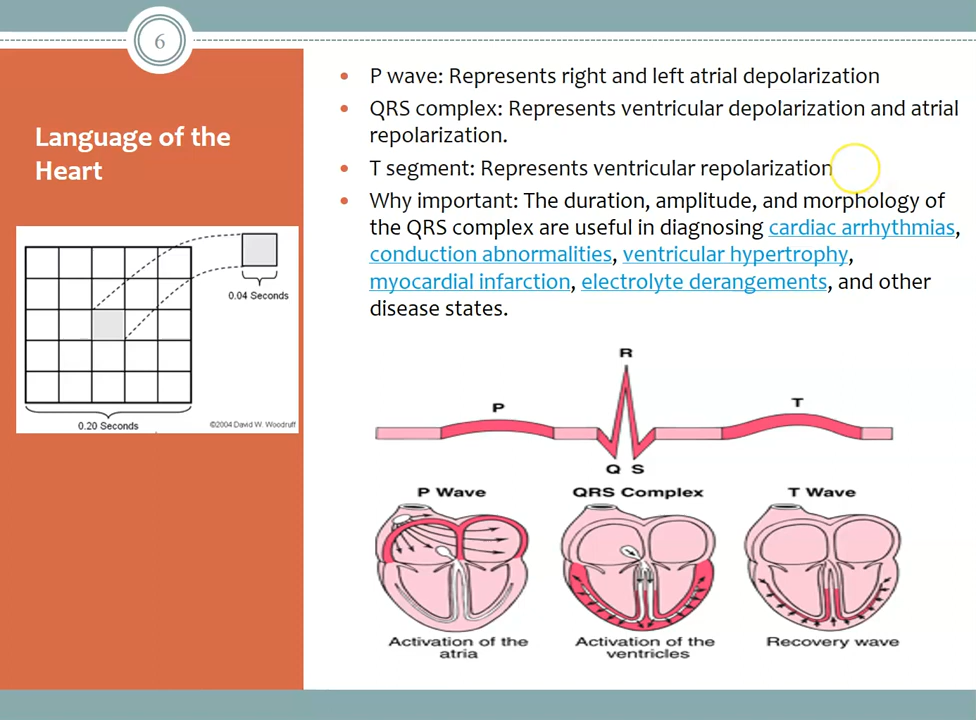 6
Language of the
Heart
P wave: Represents right and left atrial depolarization
QRS complex: Represents ventricular depolarization and atrial
repolarization.
T segment: Represents ventricular repolarization
Why important: The duration, amplitude, and morphology of
the QRS complex are useful in diagnosing cardiac arrhythmias,
conduction abnormalities, ventricular hypertrophy,
myocardial infarction, electrolyte derangements, and other
disease states.
0.04 Seconds
0.20 Seconds
©2004 David W. Woodruff
R
P
T
Q S
P Wave
QRS Complex
T Wave
Activation of the
atria
Activation of the
ventricles
Recovery wave